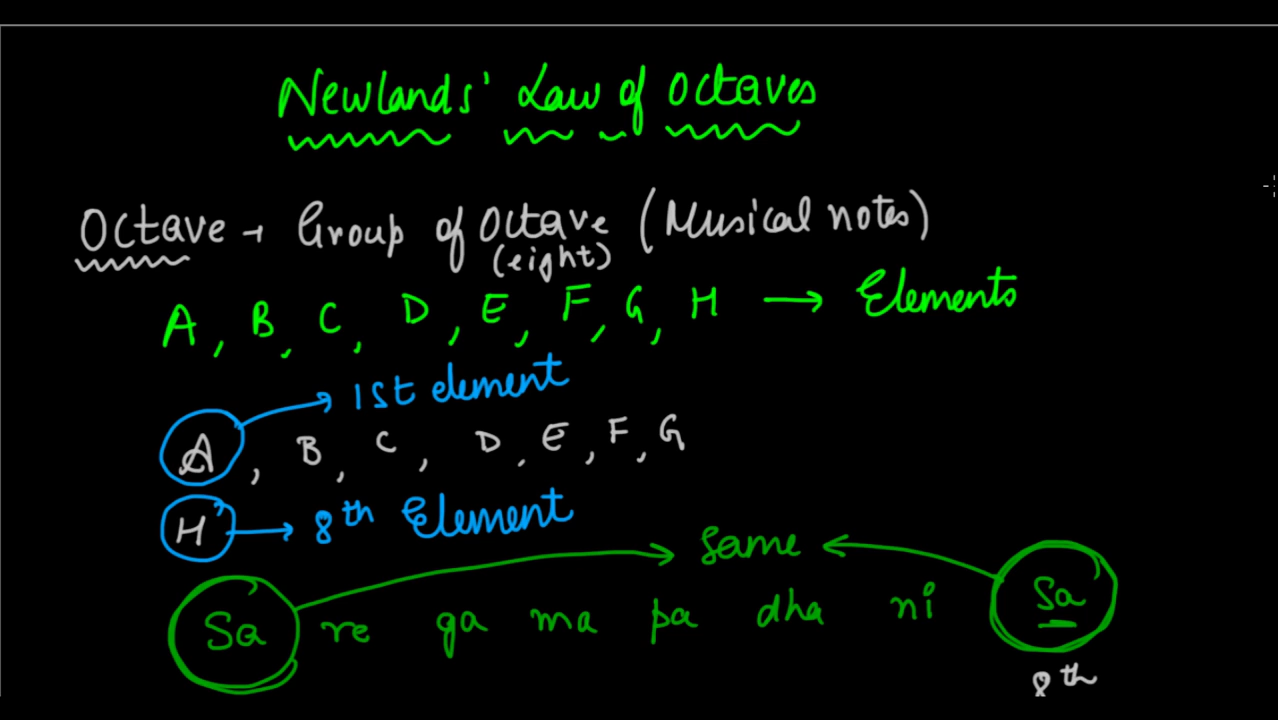 Newlands' Law of Octaves
Octave → Group of Octave (Musical notes)
(eight)
A, B, C, D, E, F, G, H → Elements
→ 1st element
A, B, C, D, E, F, G
H → 8th Element
Same
Sa re ga ma pa dha ni Sa
8th